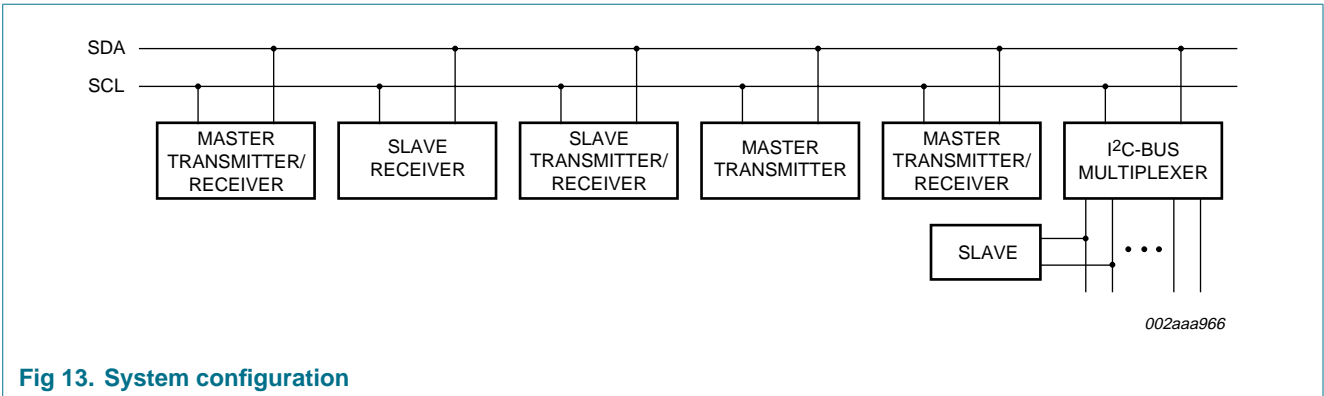 SDA
SCL
MASTER
TRANSMITTER/
RECEIVER
SLAVE
RECEIVER
SLAVE
TRANSMITTER/
RECEIVER
MASTER
TRANSMITTER
MASTER
TRANSMITTER/
RECEIVER
I²C-BUS
MULTIPLEXER
SLAVE
002aaa966
Fig 13. System configuration